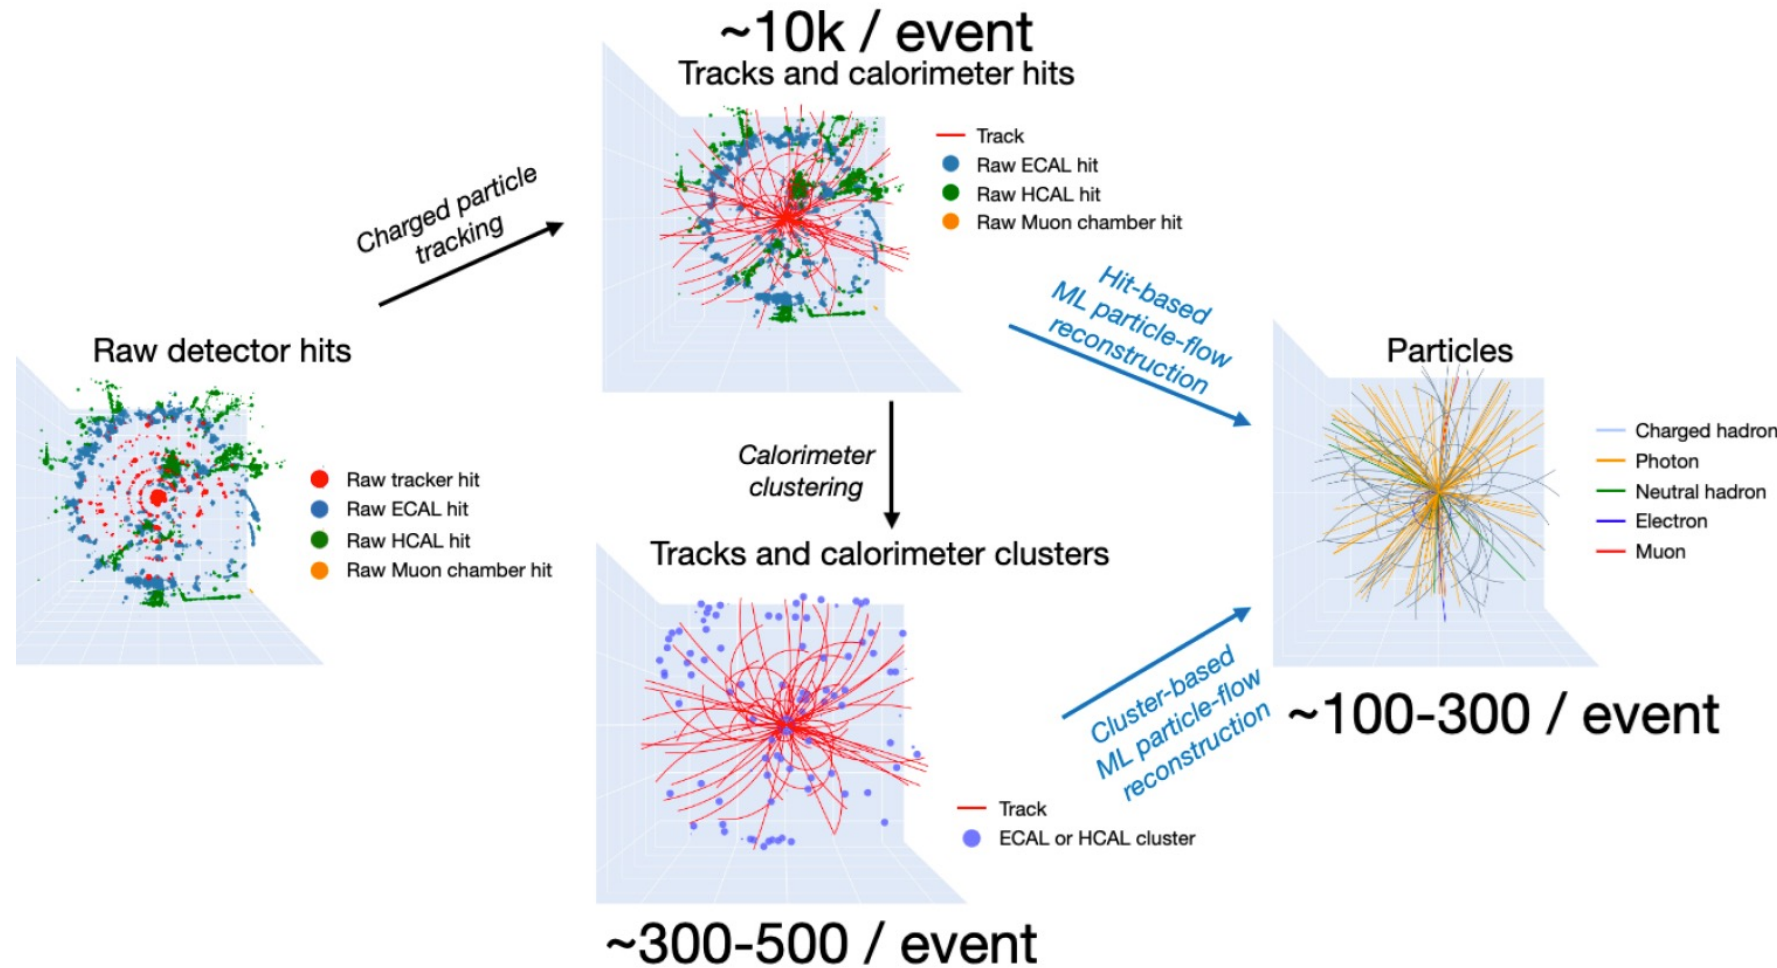 ~10k / event
Tracks and calorimeter hits
Track
Raw ECAL hit
Raw HCAL hit
Raw Muon chamber hit
Charged particle
tracking
Hit-based
ML particle-flow
reconstruction
Raw detector hits
Raw tracker hit
Raw ECAL hit
Raw HCAL hit
Raw Muon chamber hit
Calorimeter
clustering
Particles
Charged hadron
Photon
Neutral hadron
Electron
Muon
Tracks and calorimeter clusters
Track
ECAL or HCAL cluster
Cluster-based
ML particle-flow
reconstruction
~100-300 / event
~300-500 / event